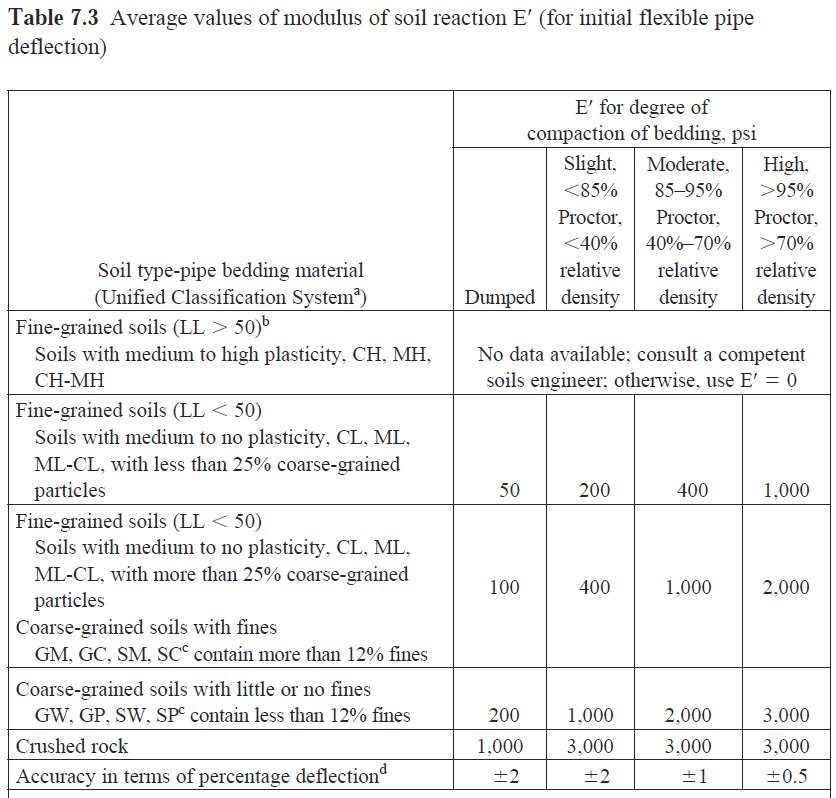 Table 7.3 Average values of modulus of soil reaction E′ (for initial flexible pipe
deflection)
E′ for degree of
compaction of bedding, psi
Soil type-pipe bedding material
(Unified Classification Systemᵃ)
Dumped
Slight,
<85%
Proctor,
<40%
relative
density
Moderate,
85–95%
Proctor,
40%–70%
relative
density
High,
>95%
Proctor,
>70%
relative
density
Fine-grained soils (LL > 50)ᵇ
Soils with medium to high plasticity, CH, MH,
CH-MH
No data available; consult a competent
soils engineer; otherwise, use E′ = 0
Fine-grained soils (LL < 50)
Soils with medium to no plasticity, CL, ML,
ML-CL, with less than 25% coarse-grained
particles 50 200 400 1,000
Fine-grained soils (LL < 50)
Soils with medium to no plasticity, CL, ML,
ML-CL, with more than 25% coarse-grained
particles
Coarse-grained soils with fines
GM, GC, SM, SCᶜ contain more than 12% fines
100 400 1,000 2,000
Coarse-grained soils with little or no fines
GW, GP, SW, SPᶜ contain less than 12% fines 200 1,000 2,000 3,000
Crushed rock 1,000 3,000 3,000 3,000
Accuracy in terms of percentage deflectionᵈ ±2 ±2 ±1 ±0.5